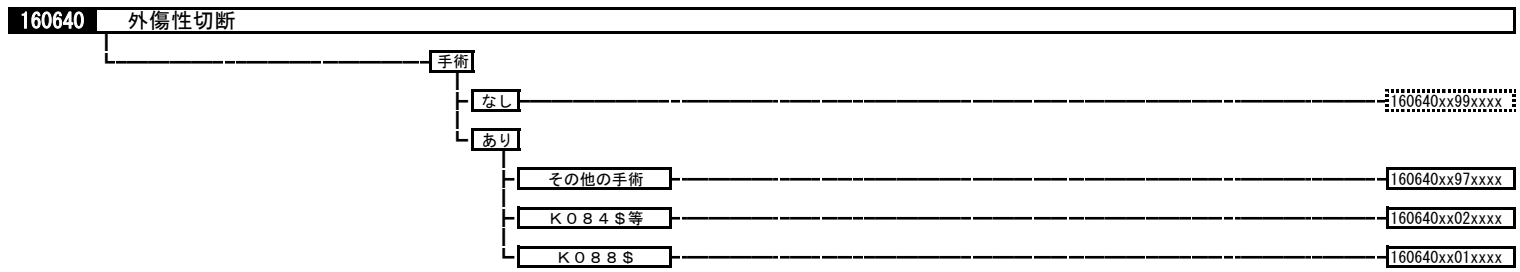 160640 外傷性切断
手術
なし 160640xx99xxxx
あり
その他の手術 160640xx97xxxx
Ｋ０８４＄等 160640xx02xxxx
Ｋ０８８＄ 160640xx01xxxx